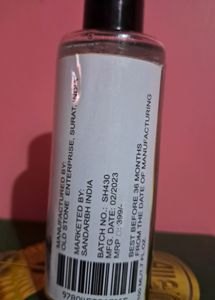 MANUFACTURED BY:
OLD STONE ENTERPRISE, SURAT, INDIA
MARKETED BY:
SANDARBH INDIA
BATCH NO.: SH430
MFG. DATE: 02/2023
MRP : 399/-
BEST BEFORE 36 MONTHS
FROM THE DATE OF MANUFACTURING